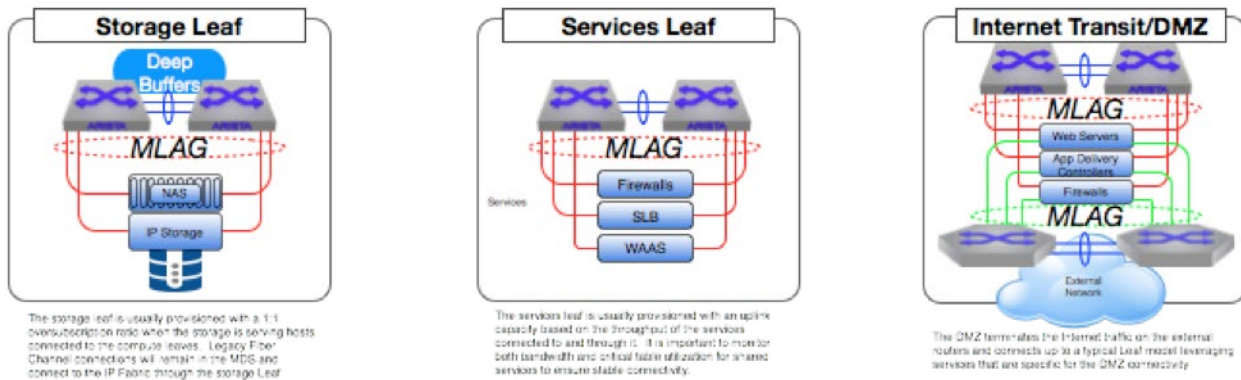 Storage Leaf
Deep
Buffers
ARISTA
ARISTA
MLAG
NAS
IP Storage
The storage leaf is usually provisioned with a 1:1
oversubscription ratio when the storage is serving hosts
connected to the compute leaves. Legacy Fiber
Channel connections will remain in the MDS and
connect to the IP Fabric through the storage Leaf
Services Leaf
ARISTA
ARISTA
MLAG
Services
Firewalls
SLB
WAAS
The services leaf is usually provisioned with an uplink
capacity based on the throughput of the services
connected to and through it. It is important to monitor
both bandwidth and critical table utilization for shared
services to ensure stable connectivity.
Internet Transit/DMZ
ARISTA
ARISTA
MLAG
Web Servers
App Delivery
Controllers
Firewalls
MLAG
External
Network
The DMZ terminates the Internet traffic on the external
routers and connects up to a typical Leaf model leveraging
services that are specific for the DMZ connectivity